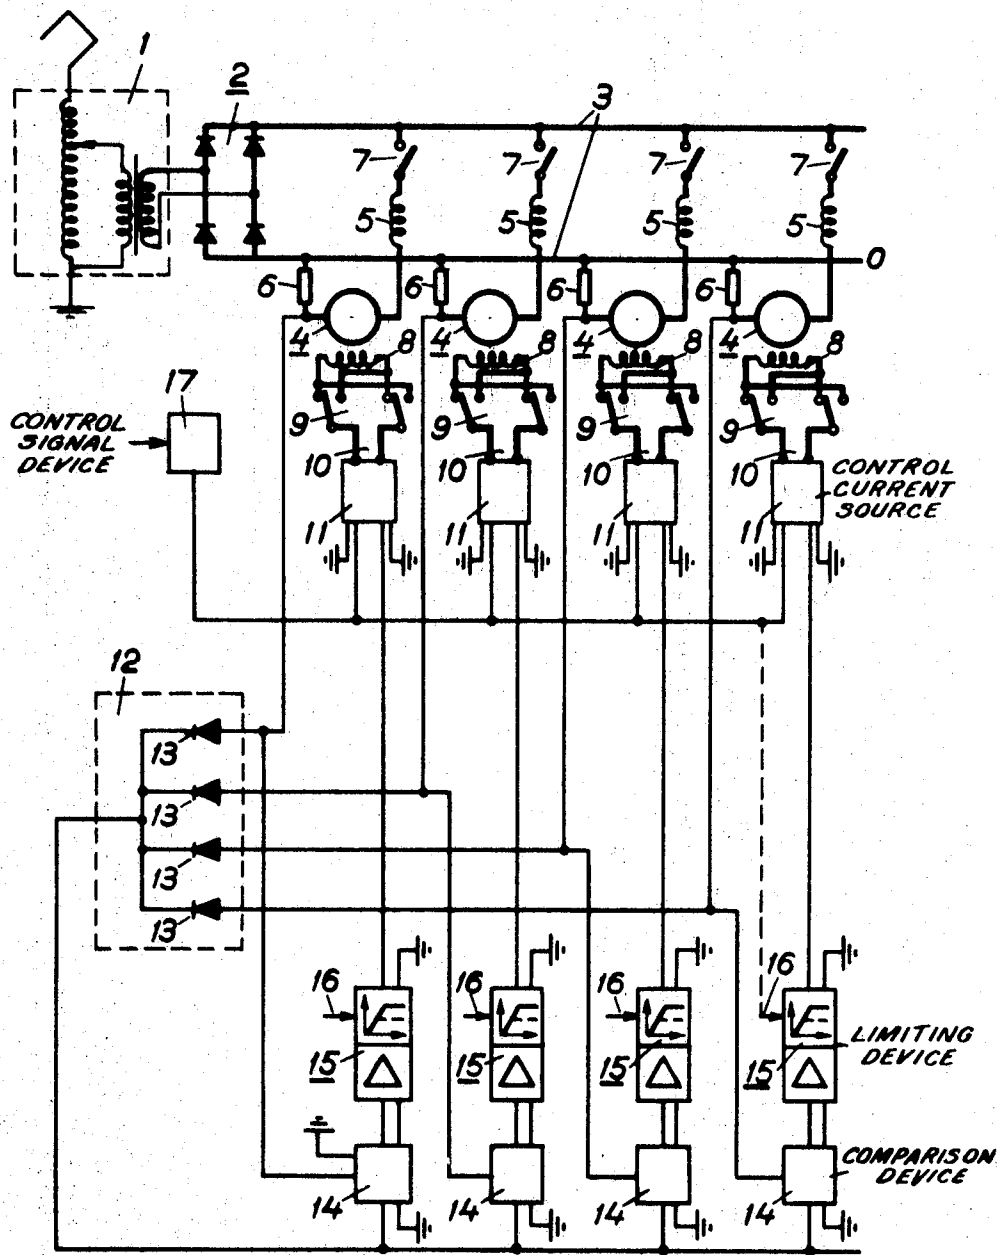 1
2
3
7 7 7 7
5 5 5 5
0
6 6 6 6
4 4 4 4
8 8 8 8
17
CONTROL
SIGNAL
DEVICE
9 9 9 9
10 10 10 10
CONTROL
CURRENT
SOURCE
11 11 11 11
12
13
13
13
13
16 16 16 16
LIMITING
DEVICE
15 15 15 15
COMPARISON
DEVICE
14 14 14 14